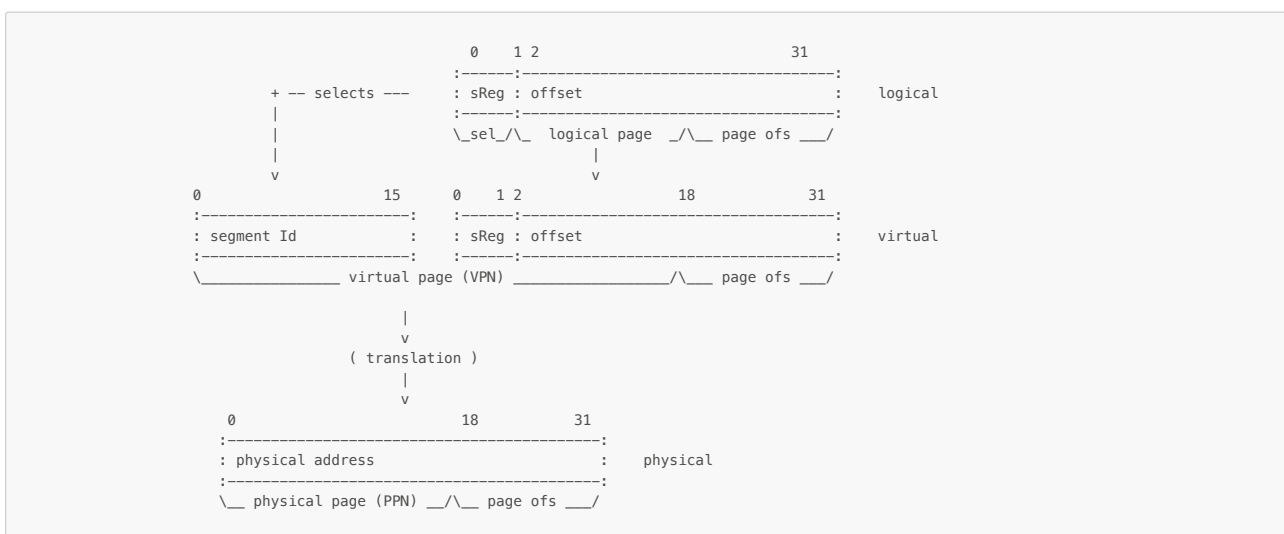 0 1 2 31
:------:------------------------------------:
+ -- selects --- : sReg : offset : logical
| :------:------------------------------------:
| \_sel_/\_ logical page _/\__ page ofs ___/
| |
v v
0 15 0 1 2 18 31
:------------------------: :------:------------------------------------:
: segment Id : : sReg : offset : virtual
:------------------------: :------:------------------------------------:
\________________ virtual page (VPN) __________________/\___ page ofs ___/
|
v
( translation )
|
v
0 18 31
:-------------------------------------------:
: physical address : physical
:-------------------------------------------:
\__ physical page (PPN) __/\__ page ofs ___/